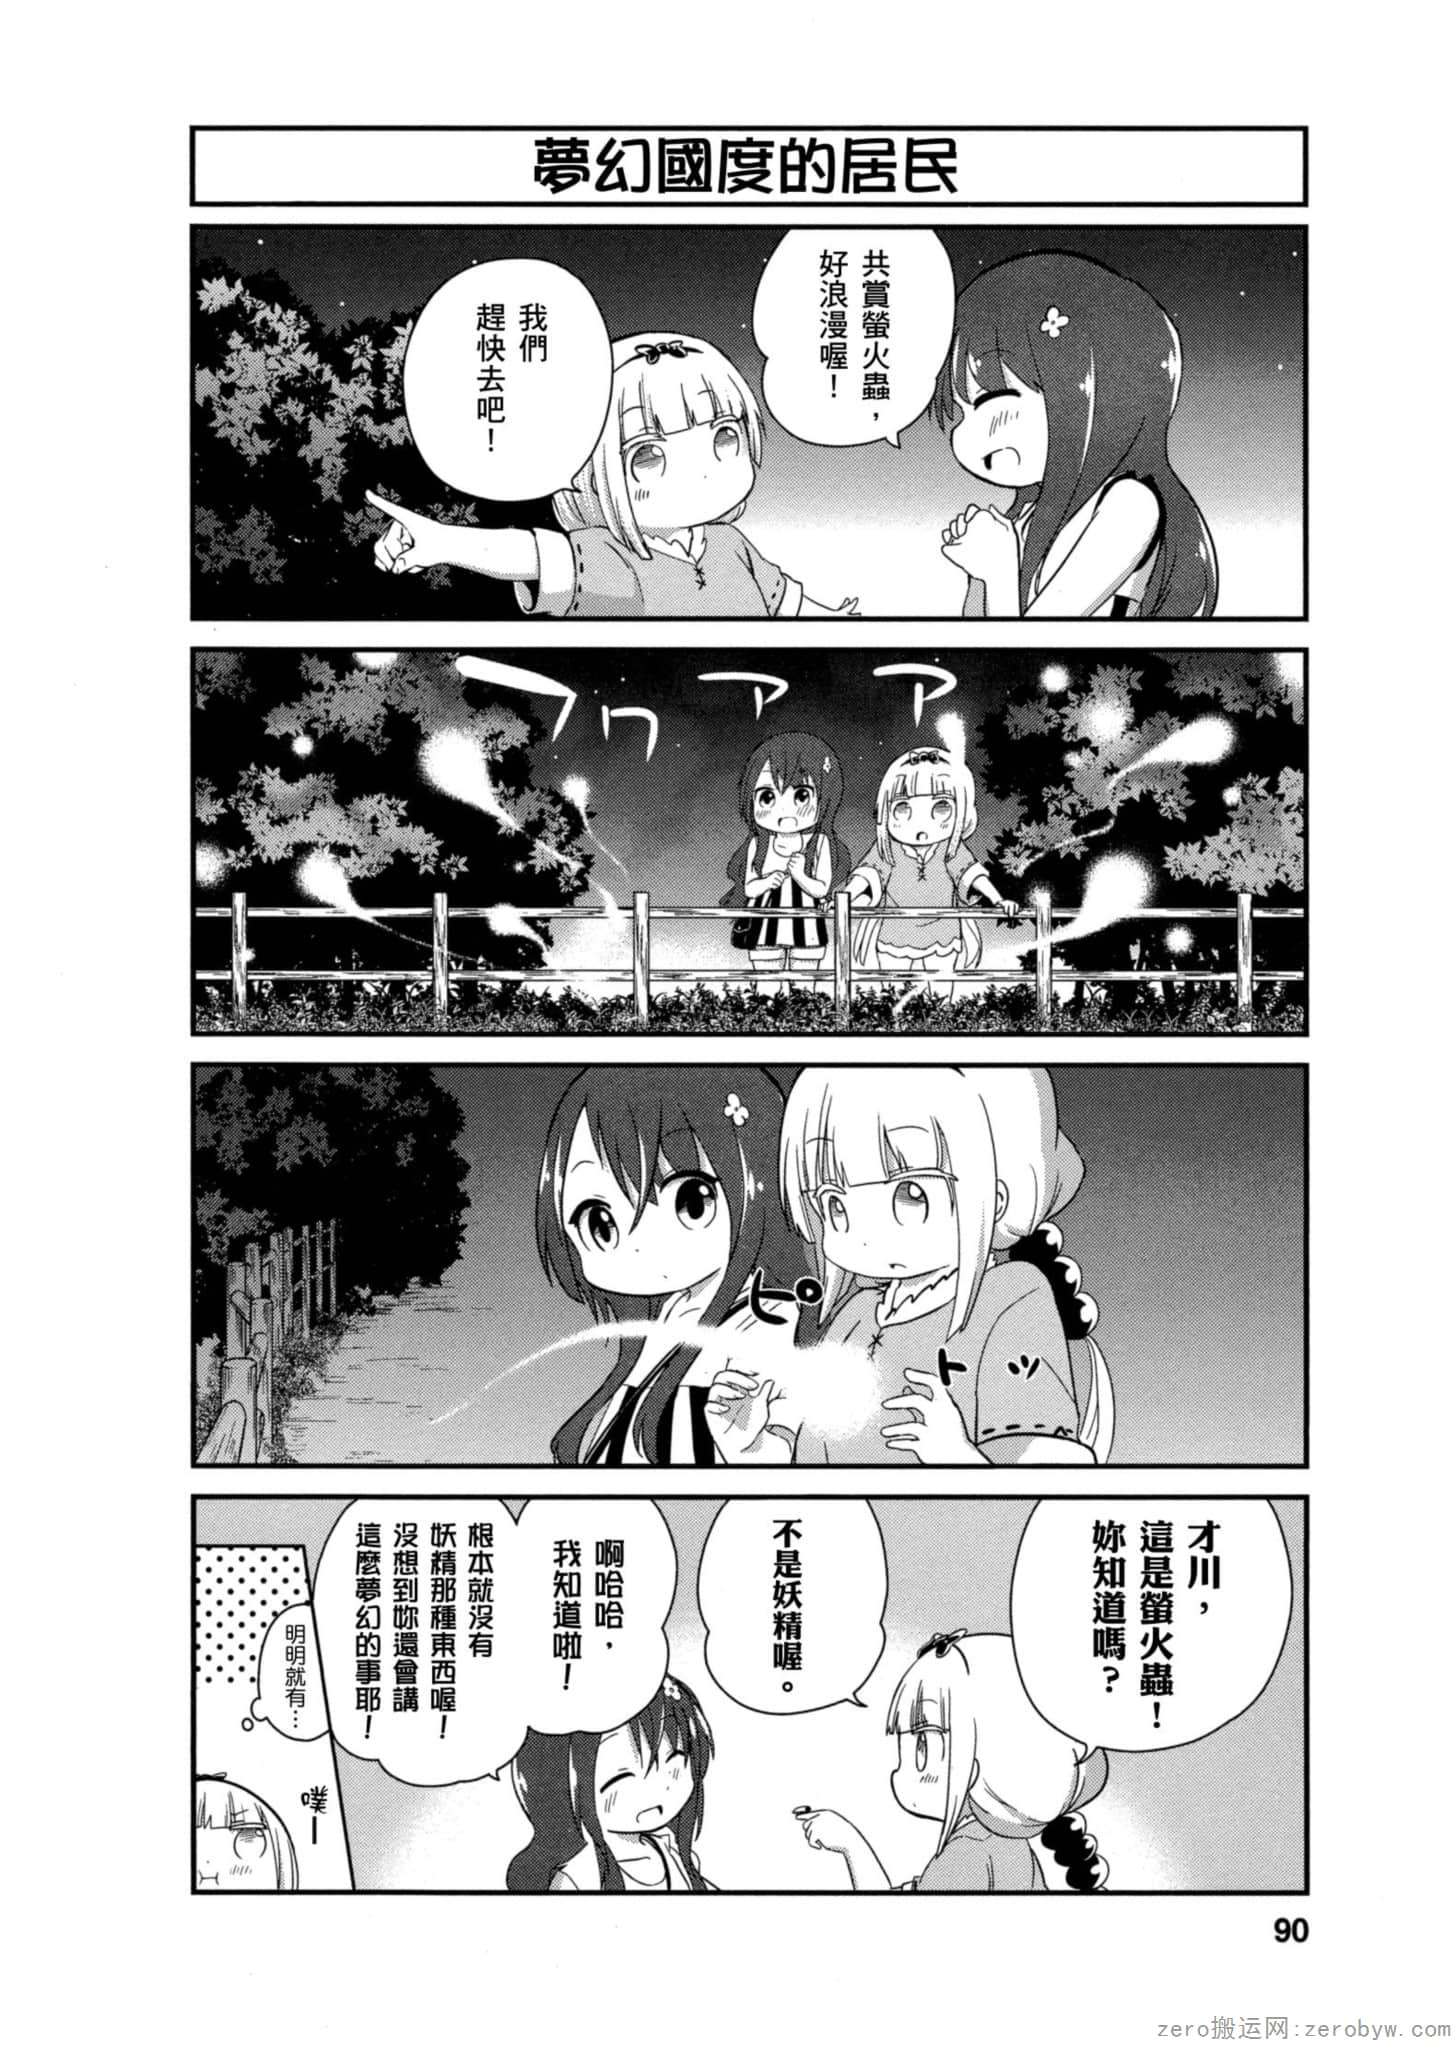 夢幻國度的居民
共賞螢火蟲，
好浪漫喔！
我們
趕快去吧！
フワァァ
ピトッ
才川，
這是螢火蟲！
妳知道嗎？
不是妖精喔。
啊哈哈，
我知道啦！
根本就沒有
妖精那種東西喔！
沒想到妳還會講
這麼夢幻的事耶！
明明就有…
噗ー
90
zero搬运网:zerobyw.com